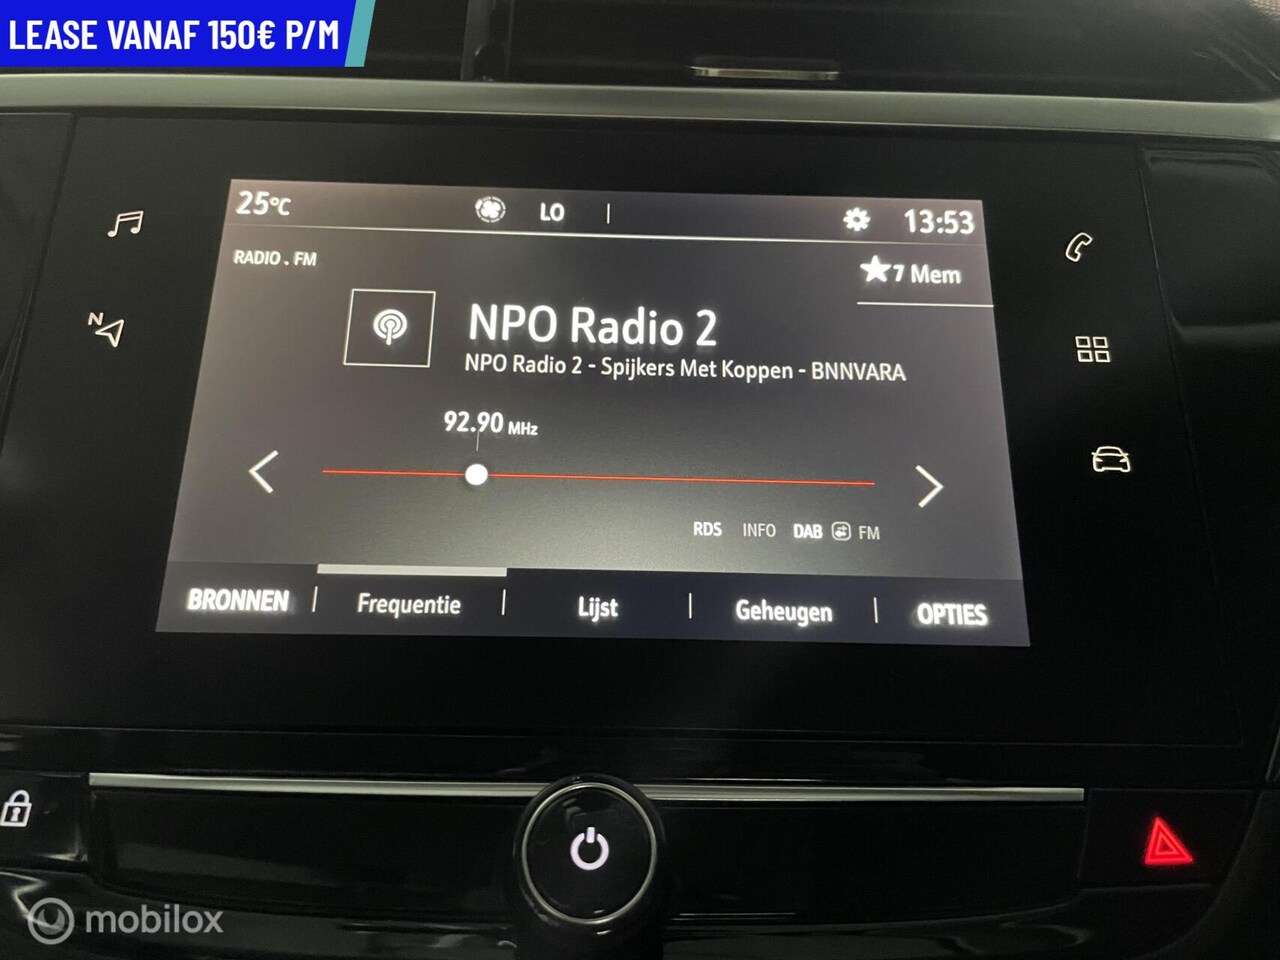 LEASE VANAF 150€ P/M
25°C LO | 13:53
RADIO . FM
★7 Mem
NPO Radio 2
NPO Radio 2 - Spijkers Met Koppen - BNNVARA
92.90 MHz
RDS INFO DAB FM
BRONNEN | Frequentie | Lijst | Geheugen | OPTIES
N
mobilox